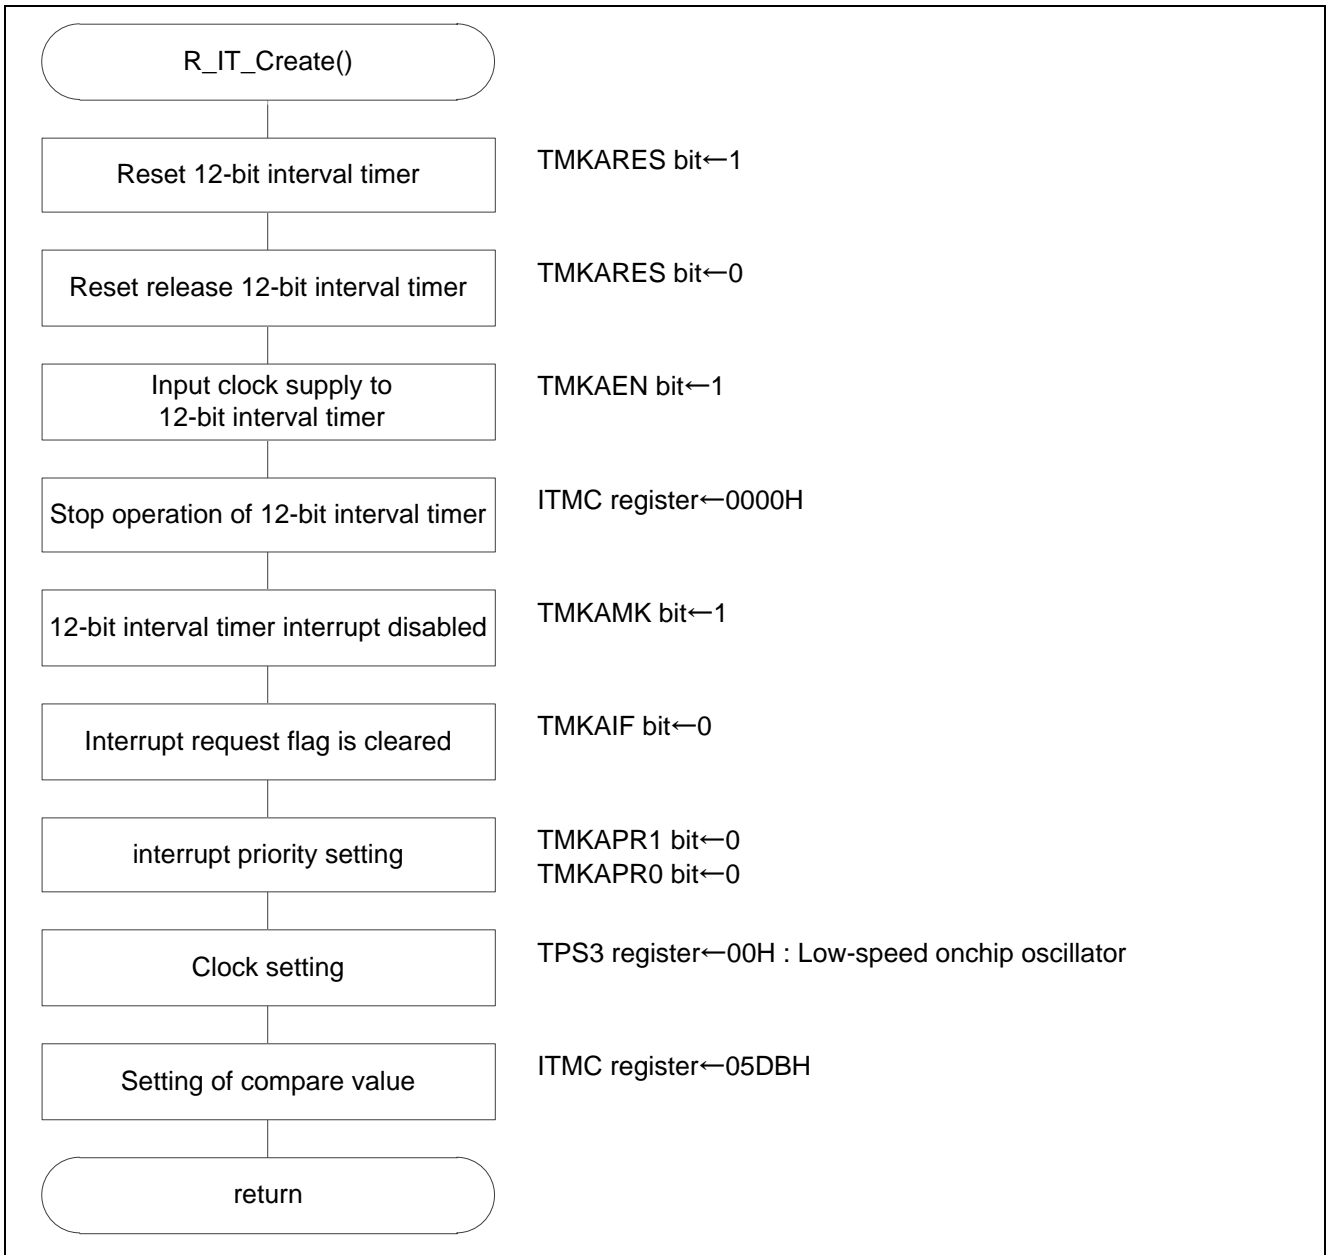 R_IT_Create()
Reset 12-bit interval timer
TMKARES bit←1
Reset release 12-bit interval timer
TMKARES bit←0
Input clock supply to
12-bit interval timer
TMKAEN bit←1
Stop operation of 12-bit interval timer
ITMC register←0000H
12-bit interval timer interrupt disabled
TMKAMK bit←1
Interrupt request flag is cleared
TMKAIF bit←0
interrupt priority setting
TMKAPR1 bit←0
TMKAPR0 bit←0
Clock setting
TPS3 register←00H : Low-speed onchip oscillator
Setting of compare value
ITMC register←05DBH
return